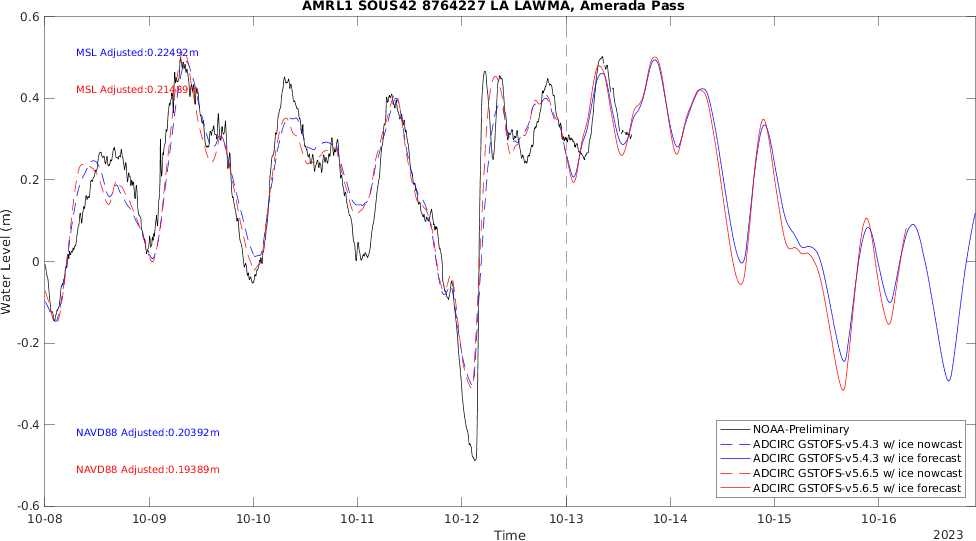 AMRL1 SOUS42 8764227 LA LAWMA, Amerada Pass
0.6
MSL Adjusted:0.22492m
MSL Adjusted:0.21489m
0.4
0.2
0
Water Level (m)
-0.2
-0.4
NAVD88 Adjusted:0.20392m
NAVD88 Adjusted:0.19389m
NOAA-Preliminary
ADCIRC GSTOFS-v5.4.3 w/ ice nowcast
ADCIRC GSTOFS-v5.4.3 w/ ice forecast
ADCIRC GSTOFS-v5.6.5 w/ ice nowcast
ADCIRC GSTOFS-v5.6.5 w/ ice forecast
-0.6
10-08 10-09 10-10 10-11 10-12 10-13 10-14 10-15 10-16
Time
2023